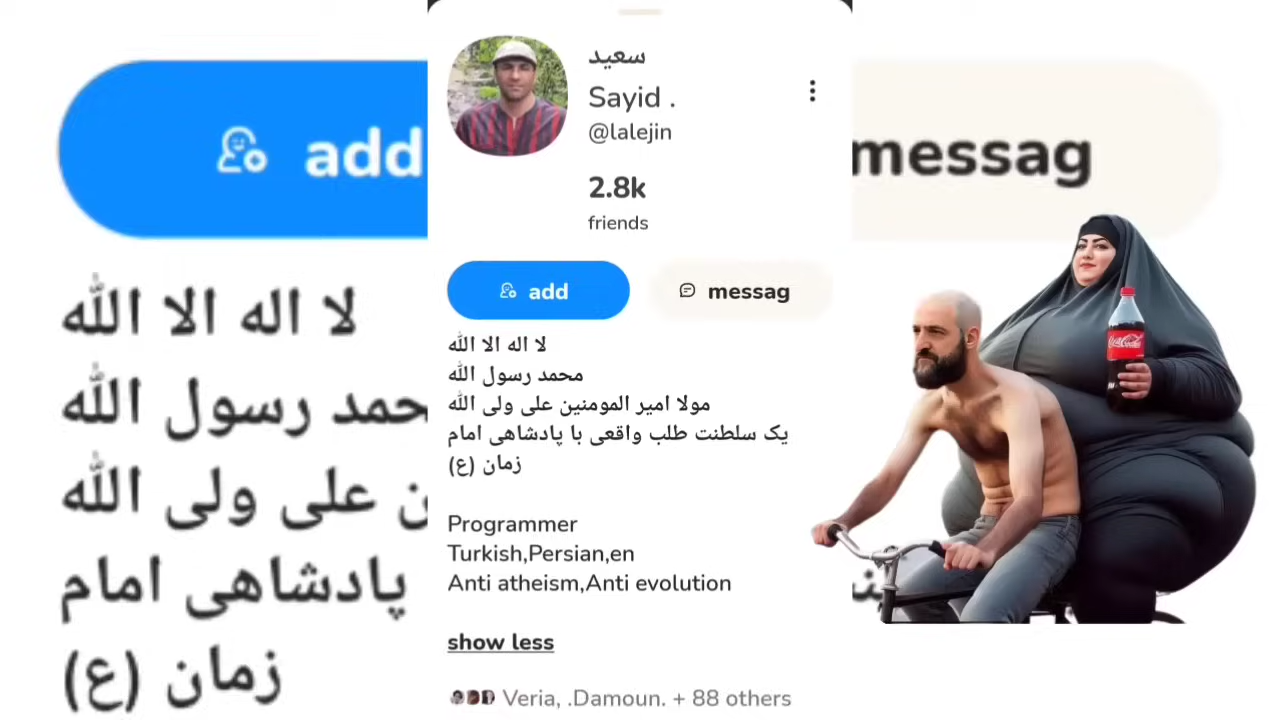 سعید
Sayid .
@lalejin
2.8k
friends
add
messag
لا اله الا الله
محمد رسول الله
مولا امیر المومنین علی ولی الله
یک سلطنت طلب واقعی با پادشاهی امام
زمان (ع)
Programmer
Turkish,Persian,en
Anti atheism,Anti evolution
show less
Veria, .Damoun. + 88 others
add
لا اله الا الله
حمد رسول الله
ن علی ولی الله
پادشاهی امام
زمان (ع)
messag
Coca-Cola